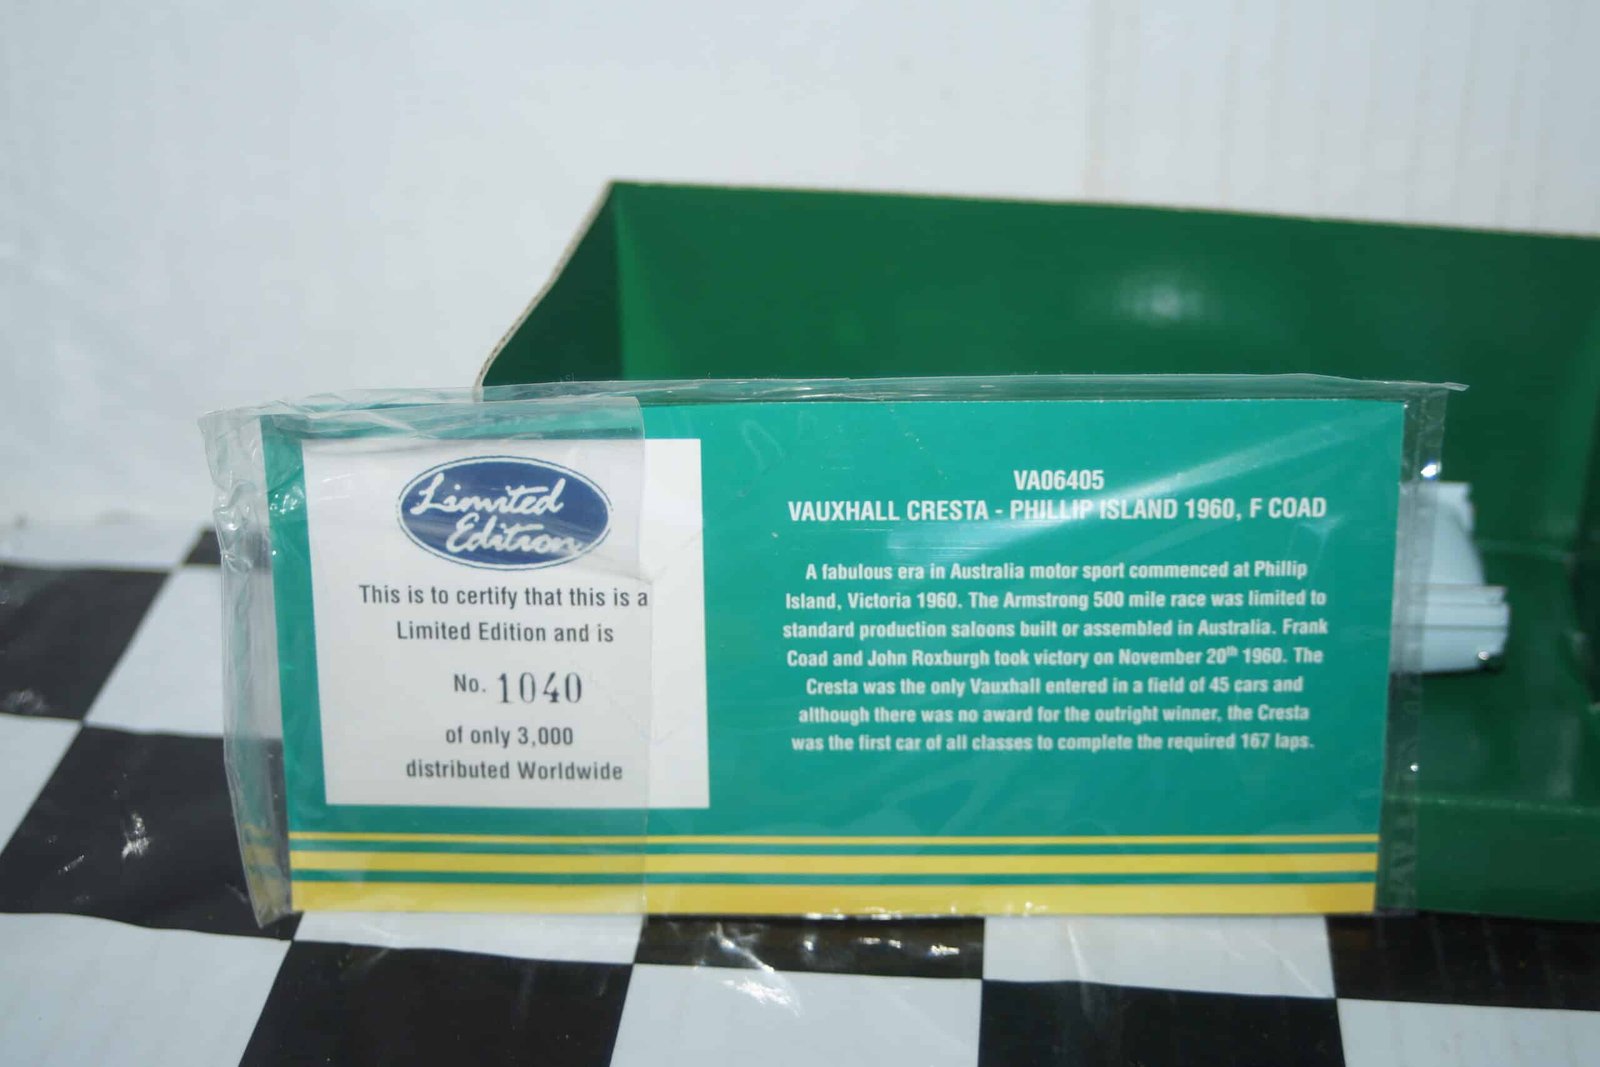 Limited
Edition
This is to certify that this is a
Limited Edition and is
No. 1040
of only 3,000
distributed Worldwide
VA06405
VAUXHALL CRESTA - PHILLIP ISLAND 1960, F COAD
A fabulous era in Australia motor sport commenced at Phillip
Island, Victoria 1960. The Armstrong 500 mile race was limited to
standard production saloons built or assembled in Australia. Frank
Coad and John Roxburgh took victory on November 20th 1960. The
Cresta was the only Vauxhall entered in a field of 45 cars and
although there was no award for the outright winner, the Cresta
was the first car of all classes to complete the required 167 laps.